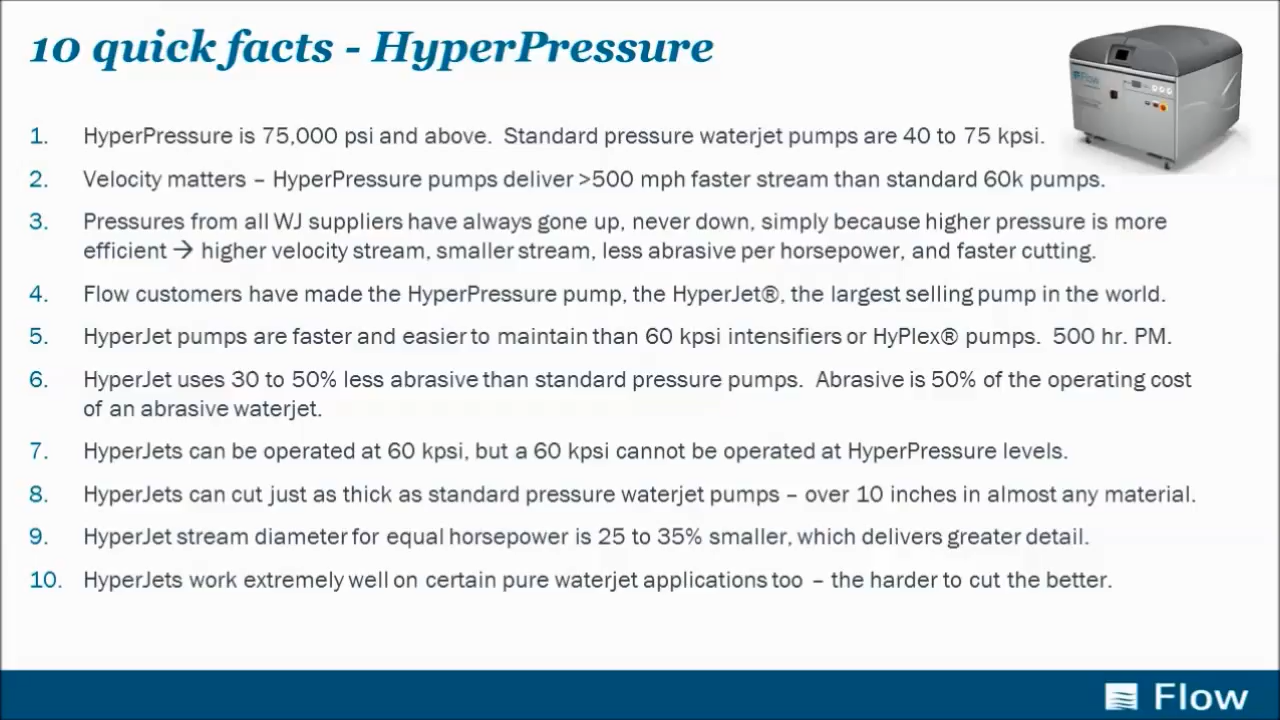 10 quick facts - HyperPressure
Flow
1. HyperPressure is 75,000 psi and above. Standard pressure waterjet pumps are 40 to 75 kpsi.
2. Velocity matters – HyperPressure pumps deliver >500 mph faster stream than standard 60k pumps.
3. Pressures from all WJ suppliers have always gone up, never down, simply because higher pressure is more
efficient → higher velocity stream, smaller stream, less abrasive per horsepower, and faster cutting.
4. Flow customers have made the HyperPressure pump, the HyperJet®, the largest selling pump in the world.
5. HyperJet pumps are faster and easier to maintain than 60 kpsi intensifiers or HyPlex® pumps. 500 hr. PM.
6. HyperJet uses 30 to 50% less abrasive than standard pressure pumps. Abrasive is 50% of the operating cost
of an abrasive waterjet.
7. HyperJets can be operated at 60 kpsi, but a 60 kpsi cannot be operated at HyperPressure levels.
8. HyperJets can cut just as thick as standard pressure waterjet pumps – over 10 inches in almost any material.
9. HyperJet stream diameter for equal horsepower is 25 to 35% smaller, which delivers greater detail.
10. HyperJets work extremely well on certain pure waterjet applications too – the harder to cut the better.
Flow